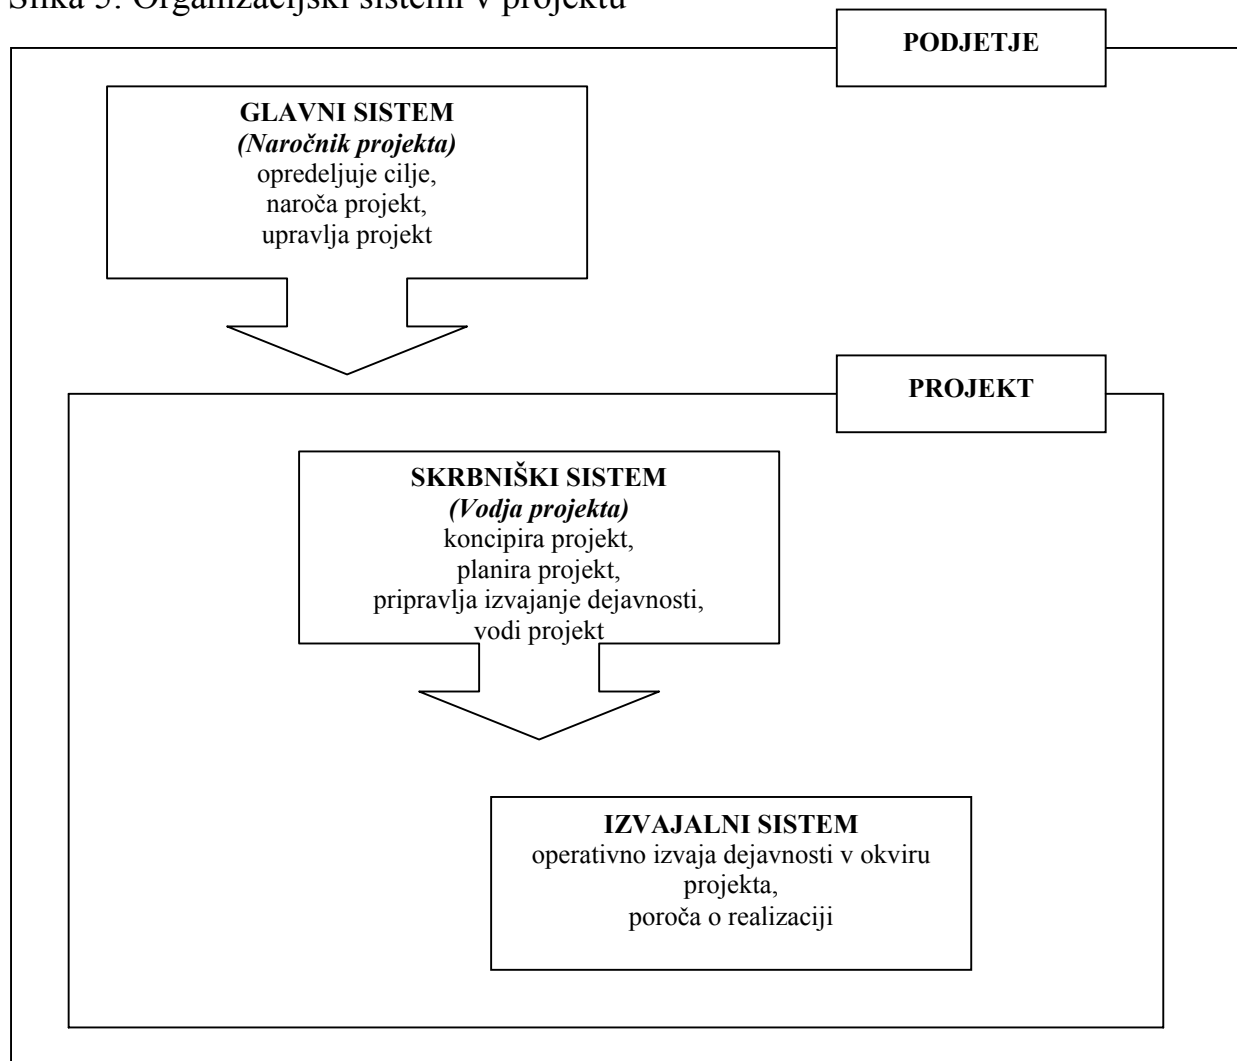 Slika 5: Organizacijski sistemi v projektu
PODJETJE
GLAVNI SISTEM
(Naročnik projekta)
opredeljuje cilje,
naroča projekt,
upravlja projekt
PROJEKT
SKRBNIŠKI SISTEM
(Vodja projekta)
koncipira projekt,
planira projekt,
pripravlja izvajanje dejavnosti,
vodi projekt
IZVAJALNI SISTEM
operativno izvaja dejavnosti v okviru
projekta,
poroča o realizaciji